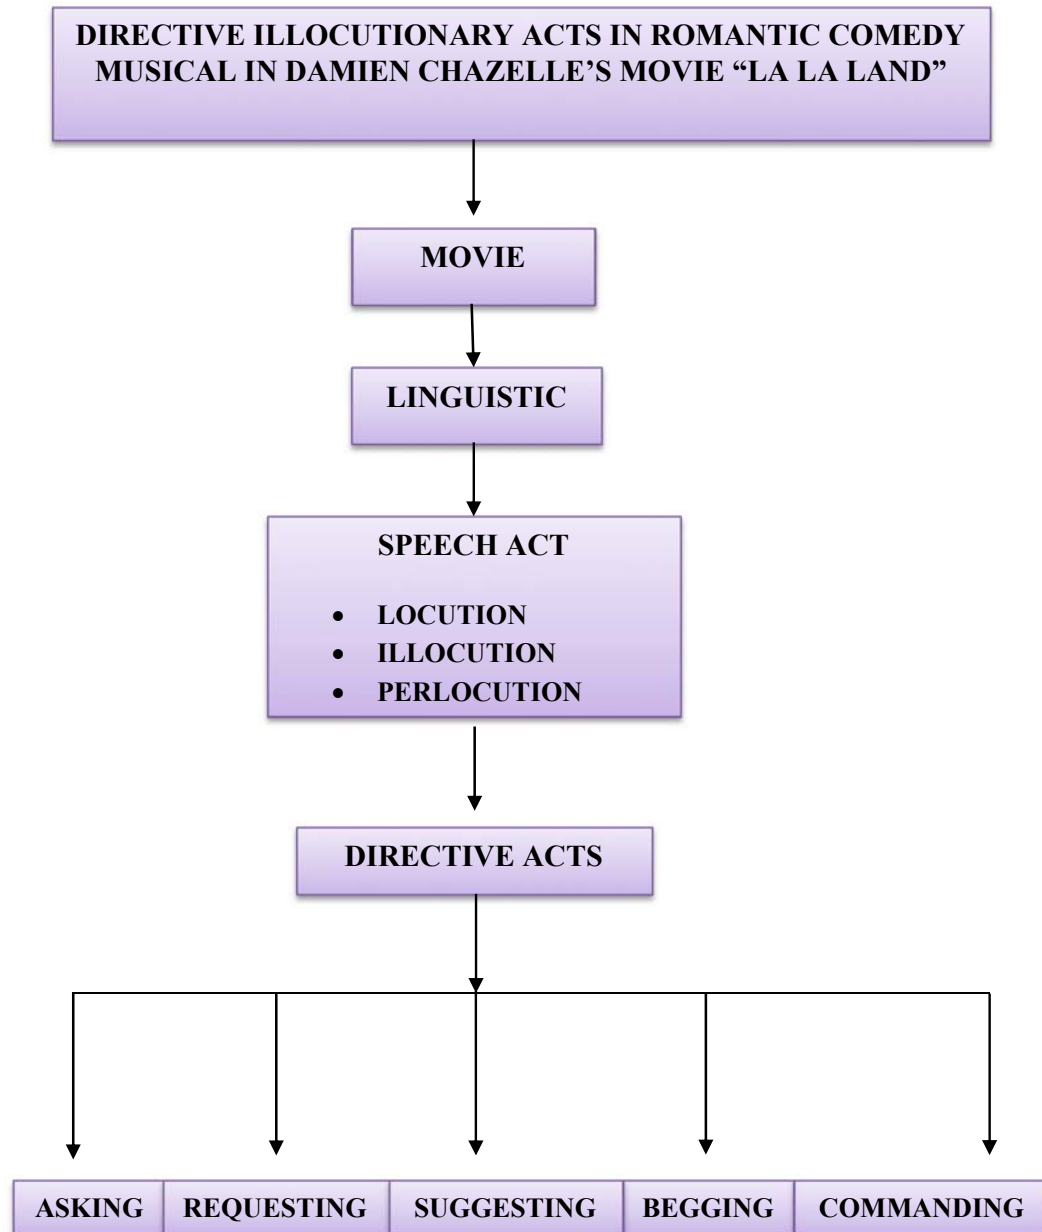 DIRECTIVE ILLOCUTIONARY ACTS IN ROMANTIC COMEDY
MUSICAL IN DAMIEN CHAZELLE’S MOVIE “LA LA LAND”
MOVIE
LINGUISTIC
SPEECH ACT
• LOCUTION
• ILLOCUTION
• PERLOCUTION
DIRECTIVE ACTS
ASKING REQUESTING SUGGESTING BEGGING COMMANDING